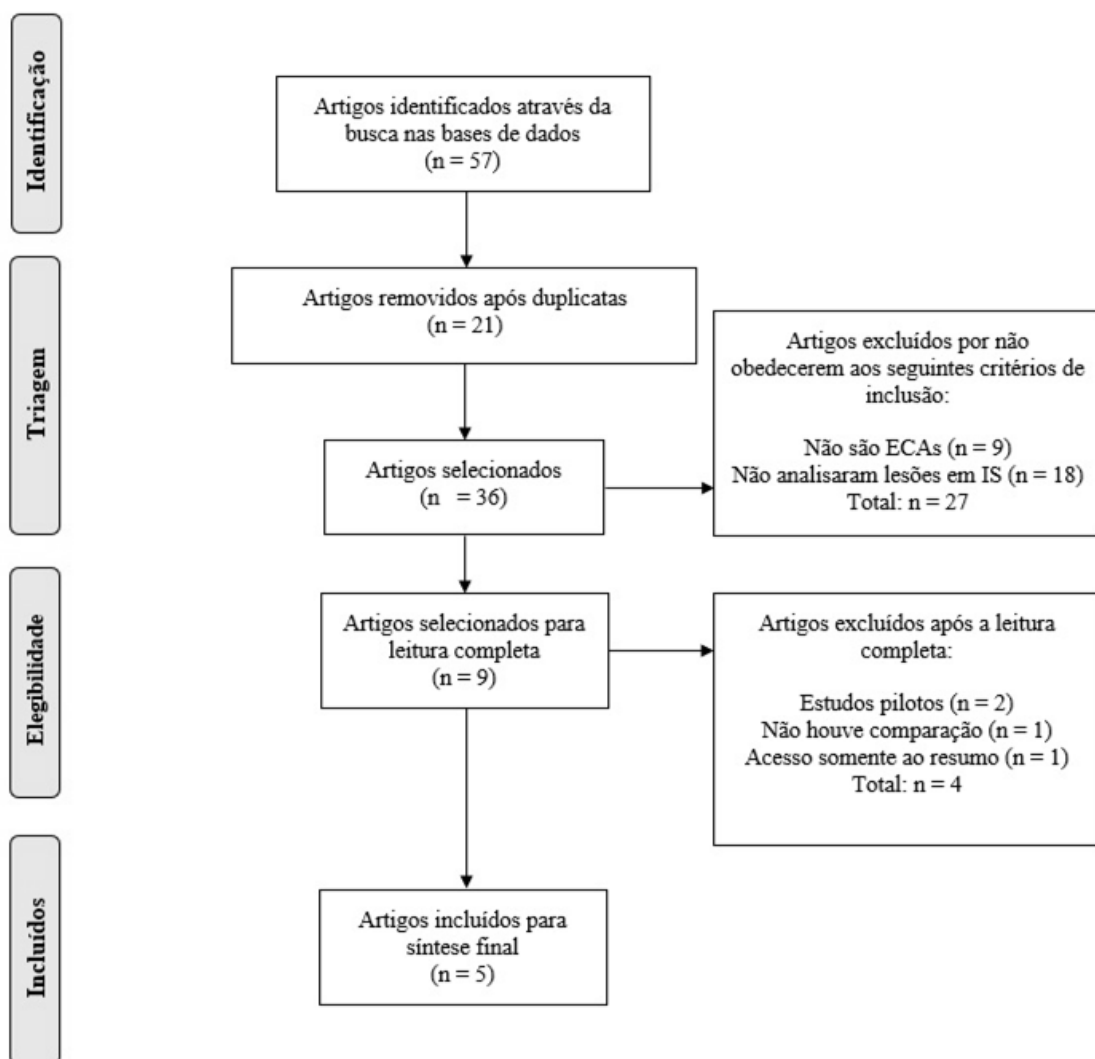 Identificação
Artigos identificados através da
busca nas bases de dados
(n = 57)
Triagem
Artigos removidos após duplicatas
(n = 21)
Artigos selecionados
(n = 36)
Artigos excluídos por não
obedecerem aos seguintes critérios de
inclusão:
Não são ECAs (n = 9)
Não analisaram lesões em IS (n = 18)
Total: n = 27
Elegibilidade
Artigos selecionados para
leitura completa
(n = 9)
Artigos excluídos após a leitura
completa:
Estudos pilotos (n = 2)
Não houve comparação (n = 1)
Acesso somente ao resumo (n = 1)
Total: n = 4
Incluídos
Artigos incluídos para
síntese final
(n = 5)